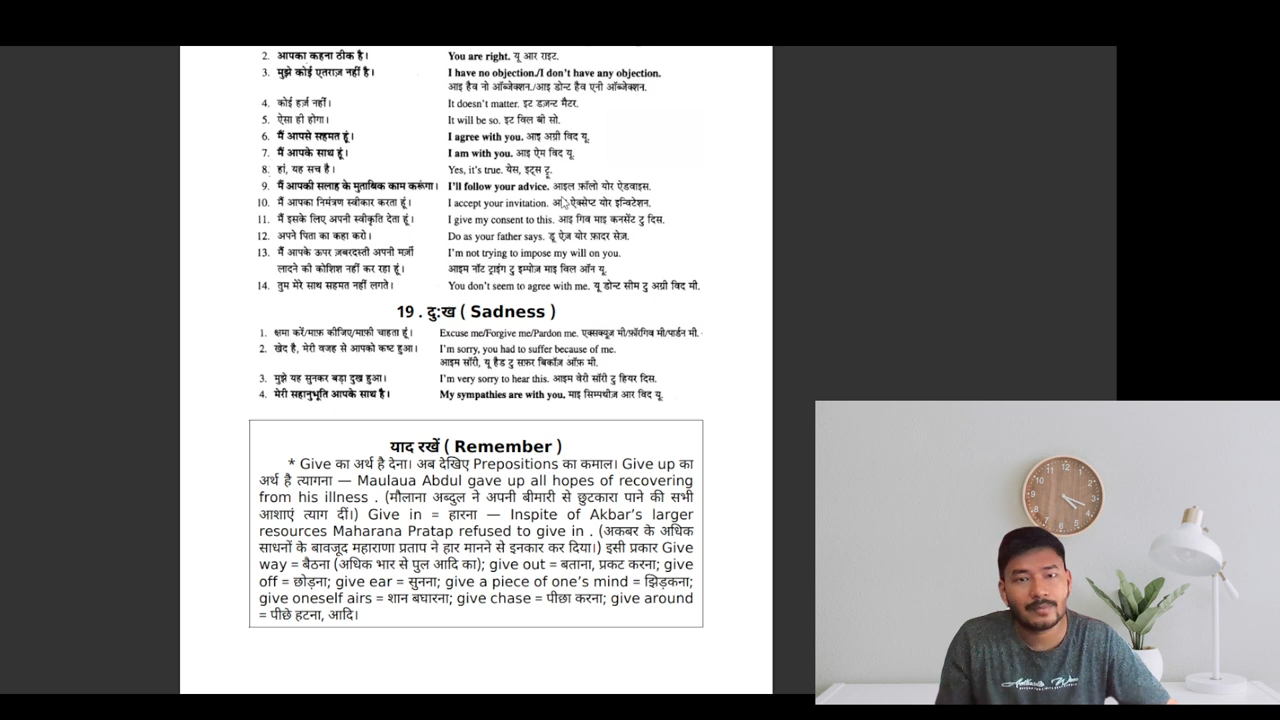 2. आपका कहना ठीक है। You are right. यू आर राइट.
3. मुझे कोई एतराज़ नहीं है। I have no objection./I don't have any objection.
आइ हैव नो ऑब्जेक्शन./आइ डोन्ट हैव एनी ऑब्जेक्शन.
4. कोई हर्ज़ नहीं। It doesn't matter. इट डज़न्ट मैटर.
5. ऐसा ही होगा। It will be so. इट विल बी सो.
6. मैं आपसे सहमत हूं। I agree with you. आइ अग्री विद यू.
7. मैं आपके साथ हूं। I am with you. आइ ऐम विद यू.
8. हां, यह सच है। Yes, it's true. येस, इट्स ट्रू.
9. मैं आपकी सलाह के मुताबिक काम करूंगा। I'll follow your advice. आइल फ़ॉलो योर ऐडवाइस.
10. मैं आपका निमंत्रण स्वीकार करता हूं। I accept your invitation. ऐक्सेप्ट योर इन्विटेशन.
11. मैं इसके लिए अपनी स्वीकृति देता हूं। I give my consent to this. आइ गिव माइ कनसेंट टु दिस.
12. अपने पिता का कहा करो। Do as your father says. डू ऐज़ योर फ़ादर सेज़.
13. मैं आपके ऊपर ज़बरदस्ती अपनी मर्ज़ी I'm not trying to impose my will on you.
लादने की कोशिश नहीं कर रहा हूं। आइम नॉट ट्राइंग टु इम्पोज़ माइ विल ऑन यू.
14. तुम मेरे साथ सहमत नहीं लगते। You don't seem to agree with me. यू डोन्ट सीम टु अग्री विद मी.
19 . दुःख ( Sadness )
1. क्षमा करें/माफ़ कीजिए/माफ़ी चाहता हूं। Excuse me/Forgive me/Pardon me. एक्सक्यूज़ मी/फ़ॉरगिव मी/पार्डन मी.
2. खेद है, मेरी वजह से आपको कष्ट हुआ। I'm sorry, you had to suffer because of me.
आइम सॉरी, यू हैड टु सफ़र बिकॉज़ ऑफ़ मी.
3. मुझे यह सुनकर बड़ा दुख हुआ। I'm very sorry to hear this. आइम वेरी सॉरी टु हियर दिस.
4. मेरी सहानुभूति आपके साथ है। My sympathies are with you. माइ सिम्पथीज़ आर विद यू.
याद रखें ( Remember )
* Give का अर्थ है देना। अब देखिए Prepositions का कमाल। Give up का
अर्थ है त्यागना — Maulaua Abdul gave up all hopes of recovering
from his illness . (मौलाना अब्दुल ने अपनी बीमारी से छुटकारा पाने की सभी
आशाएं त्याग दीं।) Give in = हारना — Inspite of Akbar's larger
resources Maharana Pratap refused to give in . (अकबर के अधिक
साधनों के बावजूद महाराणा प्रताप ने हार मानने से इनकार कर दिया।) इसी प्रकार Give
way = बैठना (अधिक भार से पुल आदि का); give out = बताना, प्रकट करना; give
off = छोड़ना; give ear = सुनना; give a piece of one's mind = झिड़कना;
give oneself airs = शान बघारना; give chase = पीछा करना; give around
= पीछे हटना, आदि।